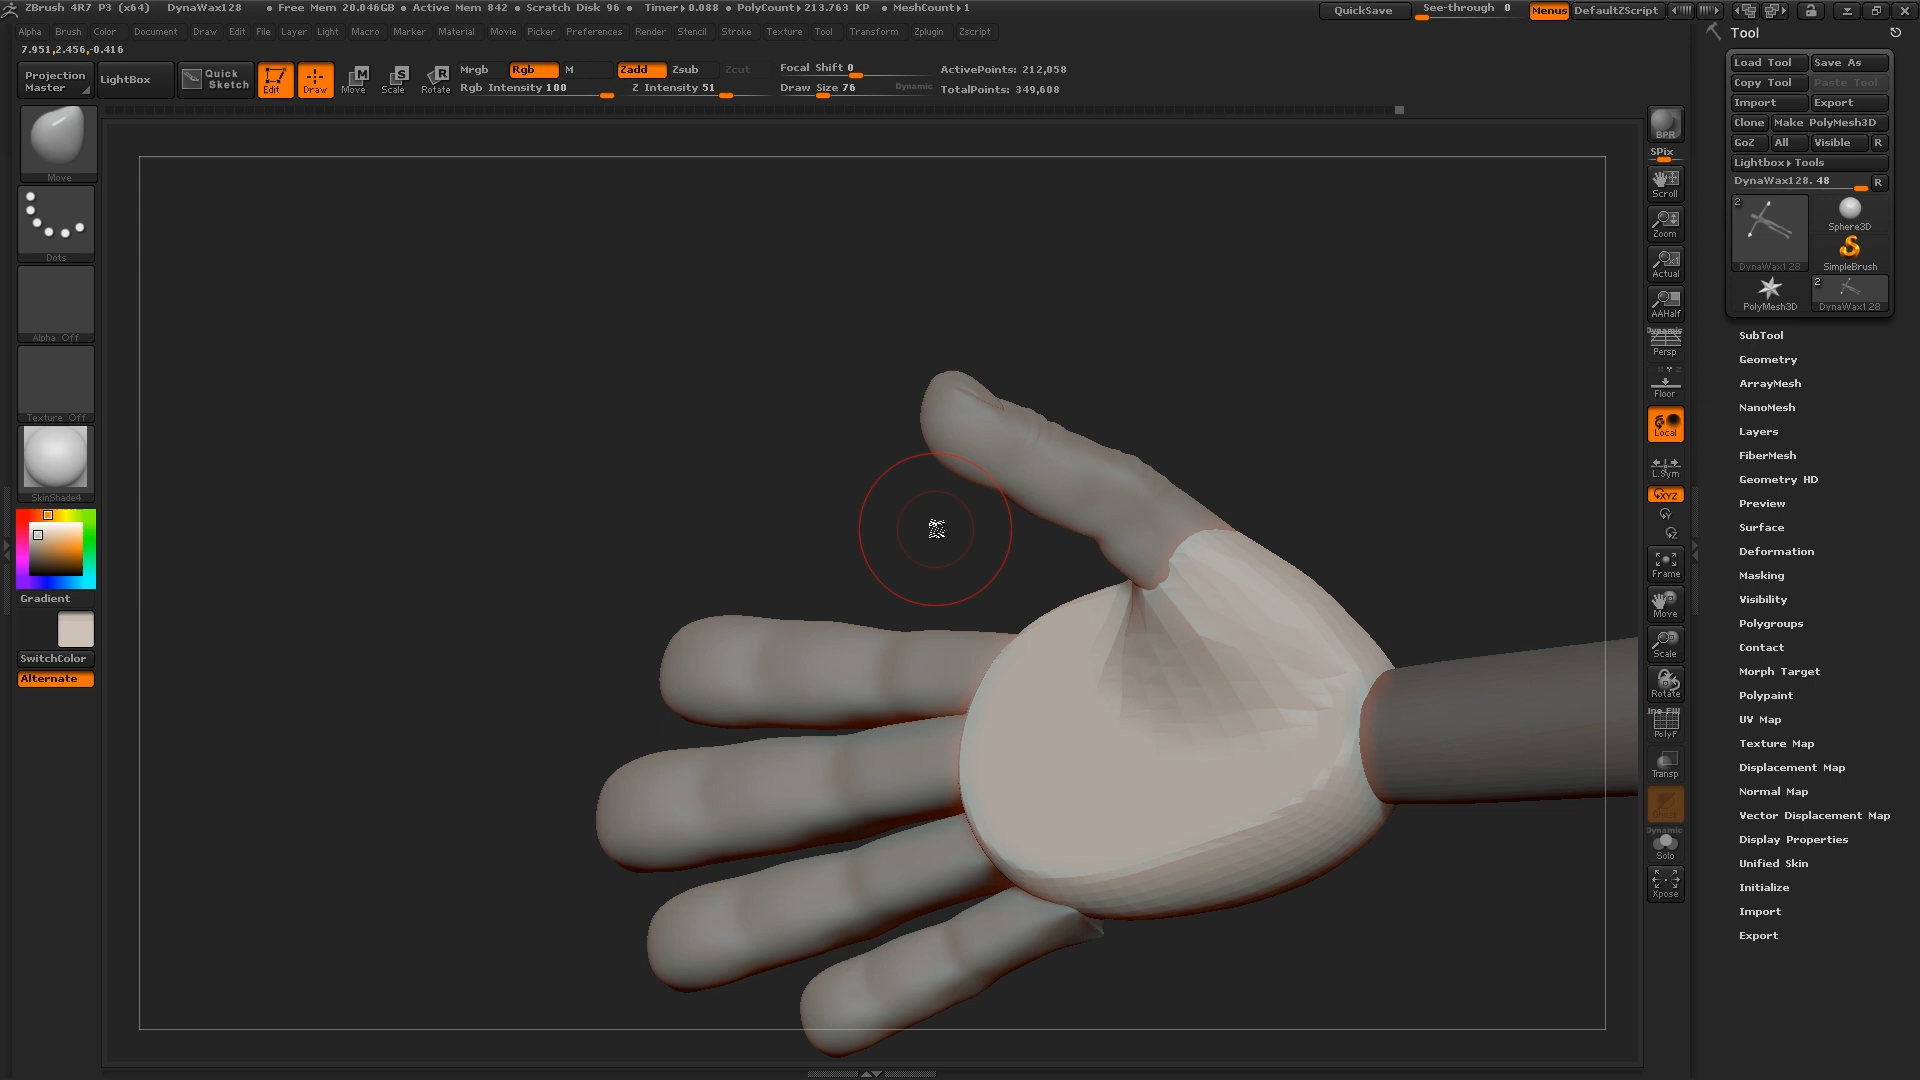 ZBrush 4R7 P3 (x64) DynaWax128 • Free Mem 20.046GB • Active Mem 842 • Scratch Disk 96 • Timer▸0.088 • PolyCount▸213.763 KP • MeshCount▸1 QuickSave See-through 0 Menus DefaultZScript
Alpha Brush Color Document Draw Edit File Layer Light Macro Marker Material Movie Picker Preferences Render Stencil Stroke Texture Tool Transform Zplugin Zscript
Tool
7.951,2.456,-0.416
Projection Master
LightBox
Quick Sketch
Edit
Draw
Move
Scale
Rotate
Mrgb Rgb M
Rgb Intensity 100
Zadd Zsub Zcut
Z Intensity 51
Focal Shift 0
Draw Size 76
Dynamic
ActivePoints: 212,058
TotalPoints: 349,608
Move
Dots
Alpha Off
Texture Off
SkinShade4
Gradient
SwitchColor
Alternate
BPR
SPix
Scroll
Zoom
Actual
AAHalf
Dynamic
Persp
Floor
Local
L.Sym
XYZ
Y
Z
Frame
Move
Scale
Rotate
Line Fill
PolyF
Transp
Dynamic
Solo
Xpose
Load Tool Save As
Copy Tool Paste Tool
Import Export
Clone Make PolyMesh3D
GoZ All Visible R
Lightbox▸Tools
DynaWax128. 48 R
2
DynaWax128
Sphere3D
SimpleBrush
PolyMesh3D
2
DynaWax128
SubTool
Geometry
ArrayMesh
NanoMesh
Layers
FiberMesh
Geometry HD
Preview
Surface
Deformation
Masking
Visibility
Polygroups
Contact
Morph Target
Polypaint
UV Map
Texture Map
Displacement Map
Normal Map
Vector Displacement Map
Display Properties
Unified Skin
Initialize
Import
Export